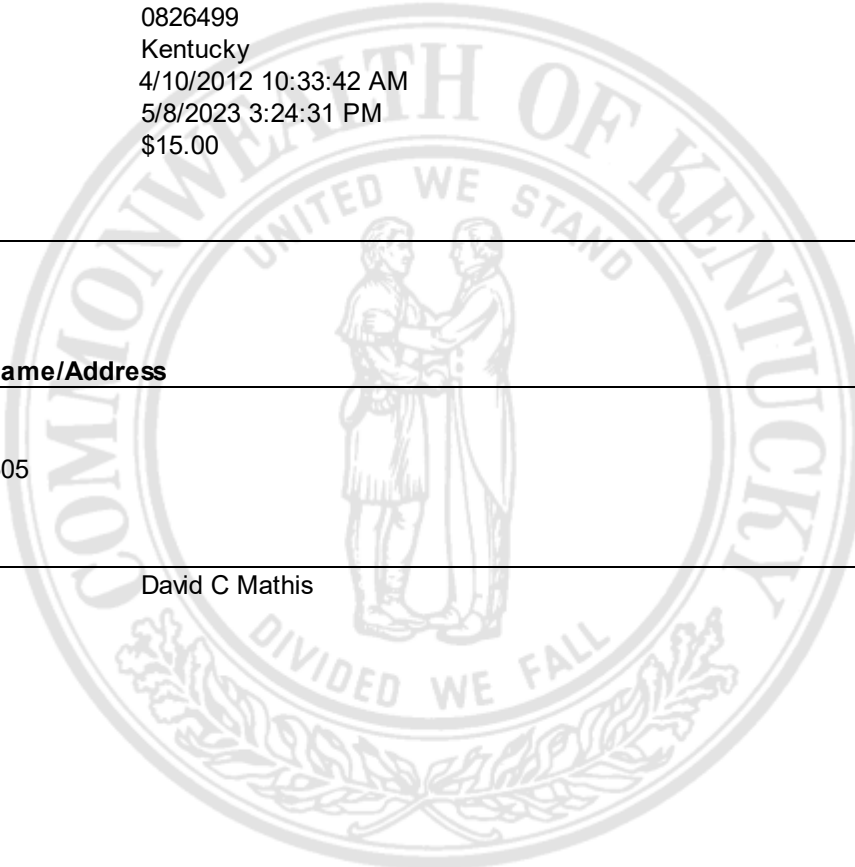 0826499
Kentucky
4/10/2012 10:33:42 AM
5/8/2023 3:24:31 PM
$15.00
COMMONWEALTH OF KENTUCKY
UNITED WE STAND
ame/Address
05
David C Mathis
DIVIDED WE FALL